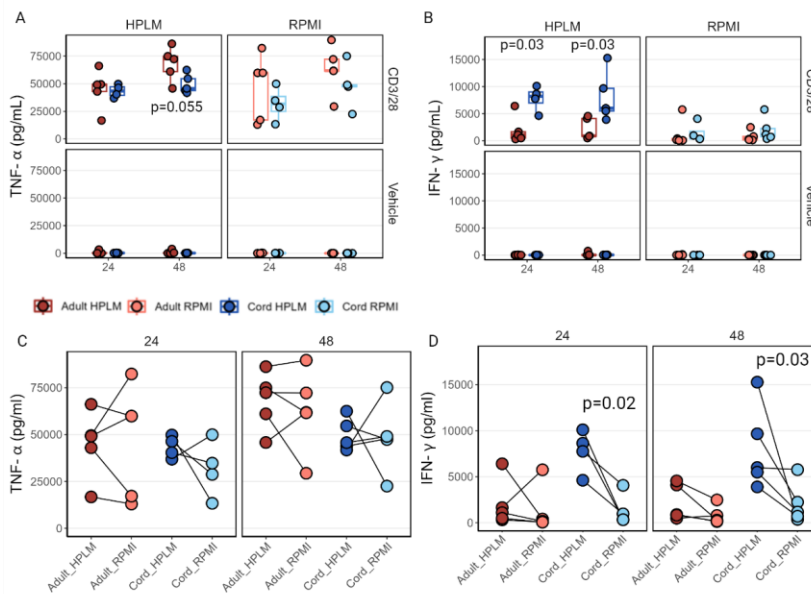 A
HPLM
RPMI
TNF- α (pg/mL)
75000
50000
25000
0
CD3/28
p=0.055
75000
50000
25000
0
Vehicle
24
48
24
48
B
HPLM
RPMI
IFN- γ (pg/mL)
15000
10000
5000
0
p=0.03
p=0.03
CD3/28
15000
10000
5000
0
Vehicle
24
48
24
48
Adult HPLM
Adult RPMI
Cord HPLM
Cord RPMI
C
24
48
TNF- α (pg/ml)
75000
50000
25000
0
Adult_HPLM
Adult_RPMI
Cord_HPLM
Cord_RPMI
Adult_HPLM
Adult_RPMI
Cord_HPLM
Cord_RPMI
D
24
48
IFN- γ (pg/ml)
15000
10000
5000
0
p=0.02
p=0.03
Adult_HPLM
Adult_RPMI
Cord_HPLM
Cord_RPMI
Adult_HPLM
Adult_RPMI
Cord_HPLM
Cord_RPMI